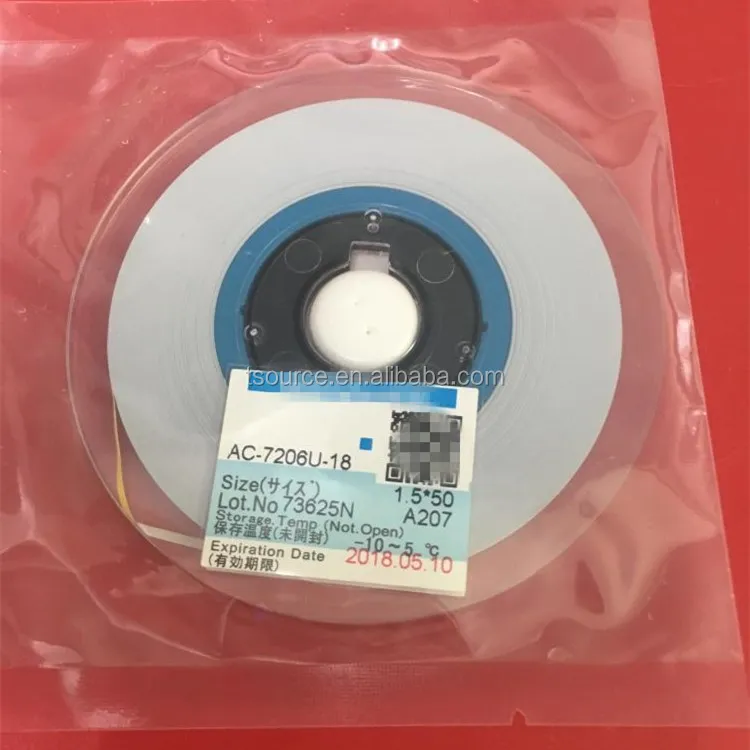 tsource.en.alibaba.com
AC-7206U-18
Size(サイズ) 1.5*50
Lot.No 73625N A207
Storage.Temp.(Not.Open)
保存温度(未開封) -10~5 ℃
Expiration Date 2018.05.10
(有効期限)